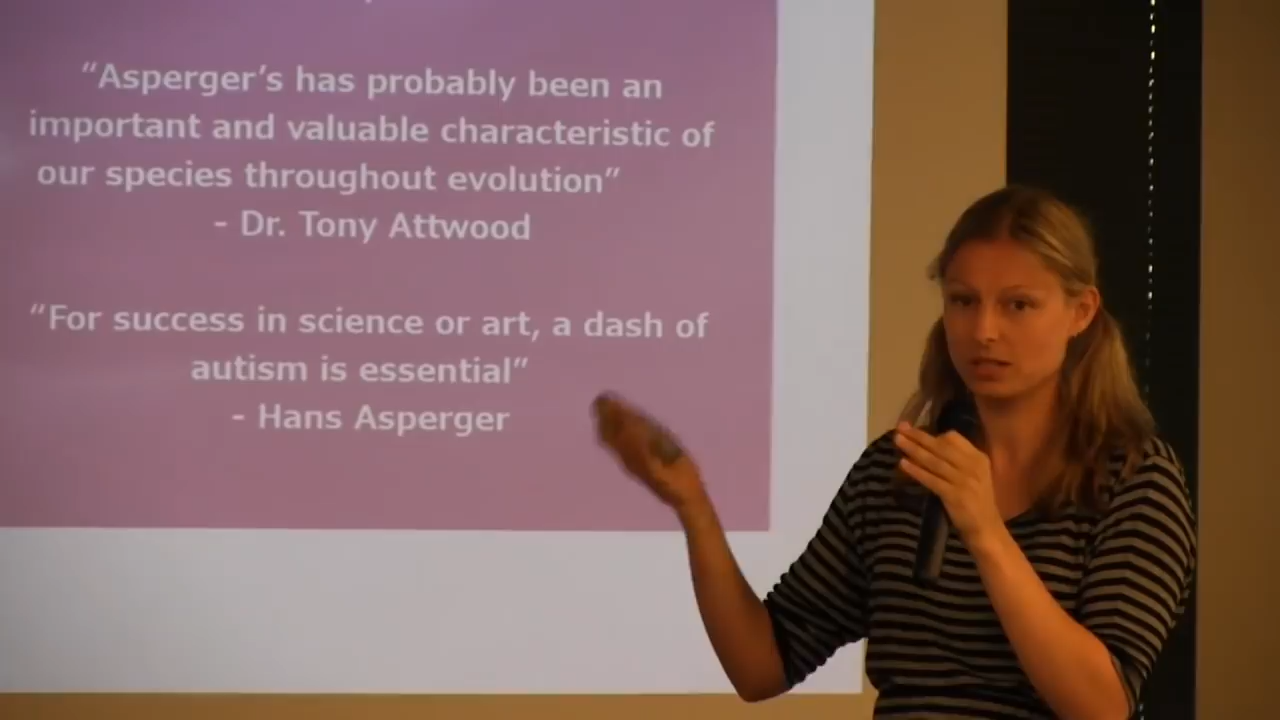 “Asperger’s has probably been an
important and valuable characteristic of
our species throughout evolution”
- Dr. Tony Attwood
“For success in science or art, a dash of
autism is essential”
- Hans Asperger